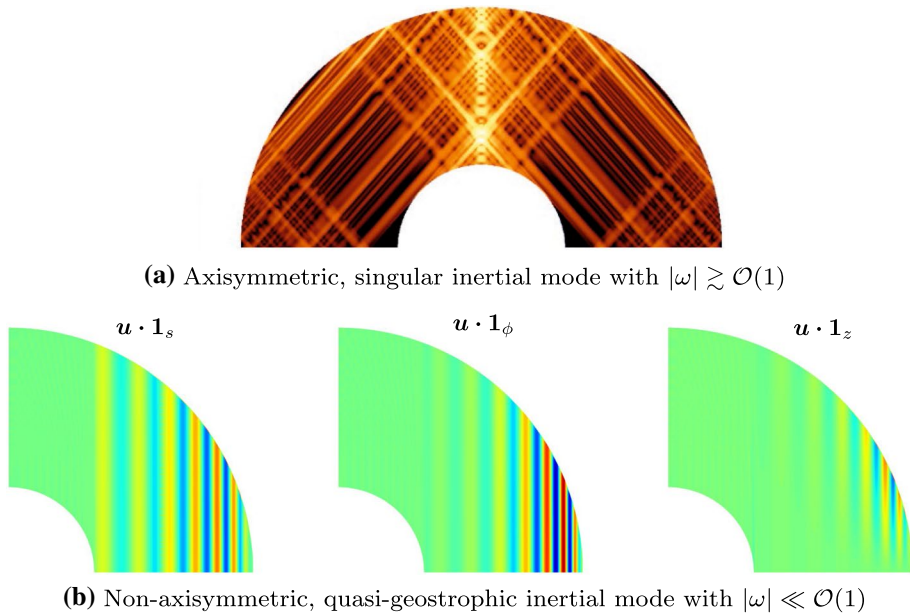 (a) Axisymmetric, singular inertial mode with |ω| ≳ 𝒪(1)
u · 1_s
u · 1_ϕ
u · 1_z
(b) Non-axisymmetric, quasi-geostrophic inertial mode with |ω| ≪ 𝒪(1)